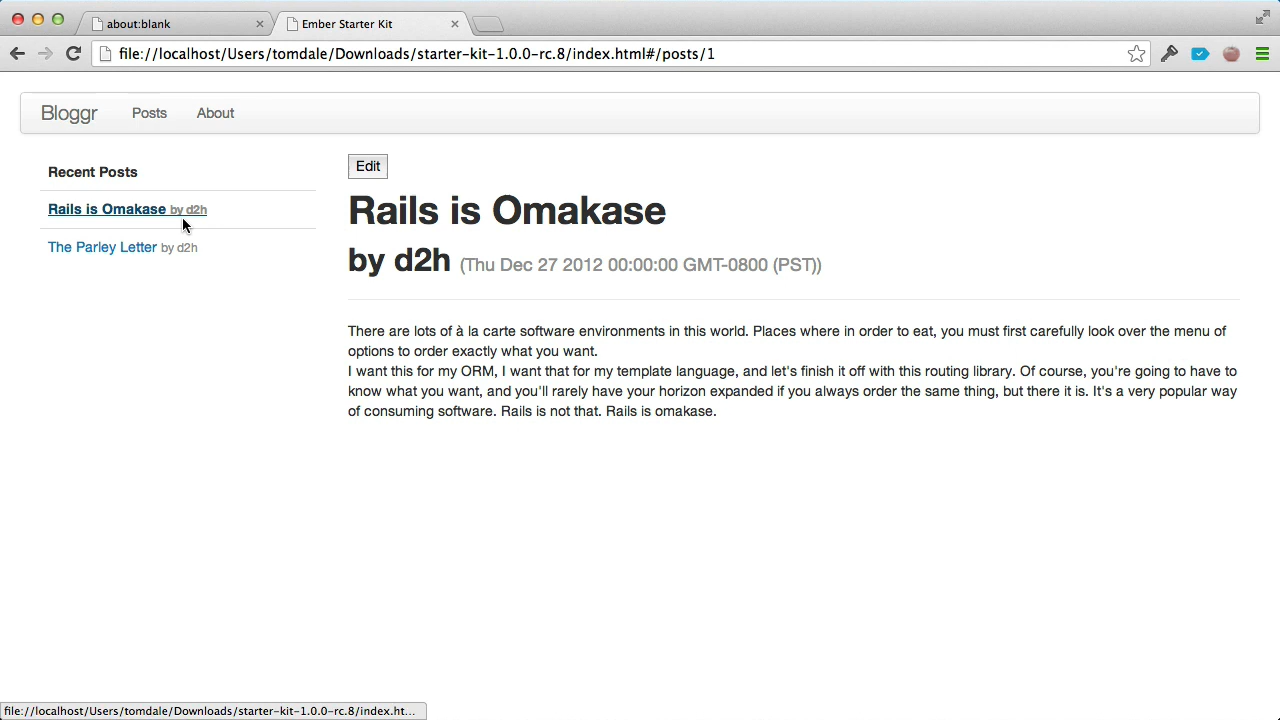 about:blank
Ember Starter Kit
file://localhost/Users/tomdale/Downloads/starter-kit-1.0.0-rc.8/index.html#/posts/1
Bloggr Posts About
Recent Posts
Rails is Omakase by d2h
The Parley Letter by d2h
Edit
Rails is Omakase
by d2h (Thu Dec 27 2012 00:00:00 GMT-0800 (PST))
There are lots of à la carte software environments in this world. Places where in order to eat, you must first carefully look over the menu of
options to order exactly what you want.
I want this for my ORM, I want that for my template language, and let's finish it off with this routing library. Of course, you're going to have to
know what you want, and you'll rarely have your horizon expanded if you always order the same thing, but there it is. It's a very popular way
of consuming software. Rails is not that. Rails is omakase.
file://localhost/Users/tomdale/Downloads/starter-kit-1.0.0-rc.8/index.ht...